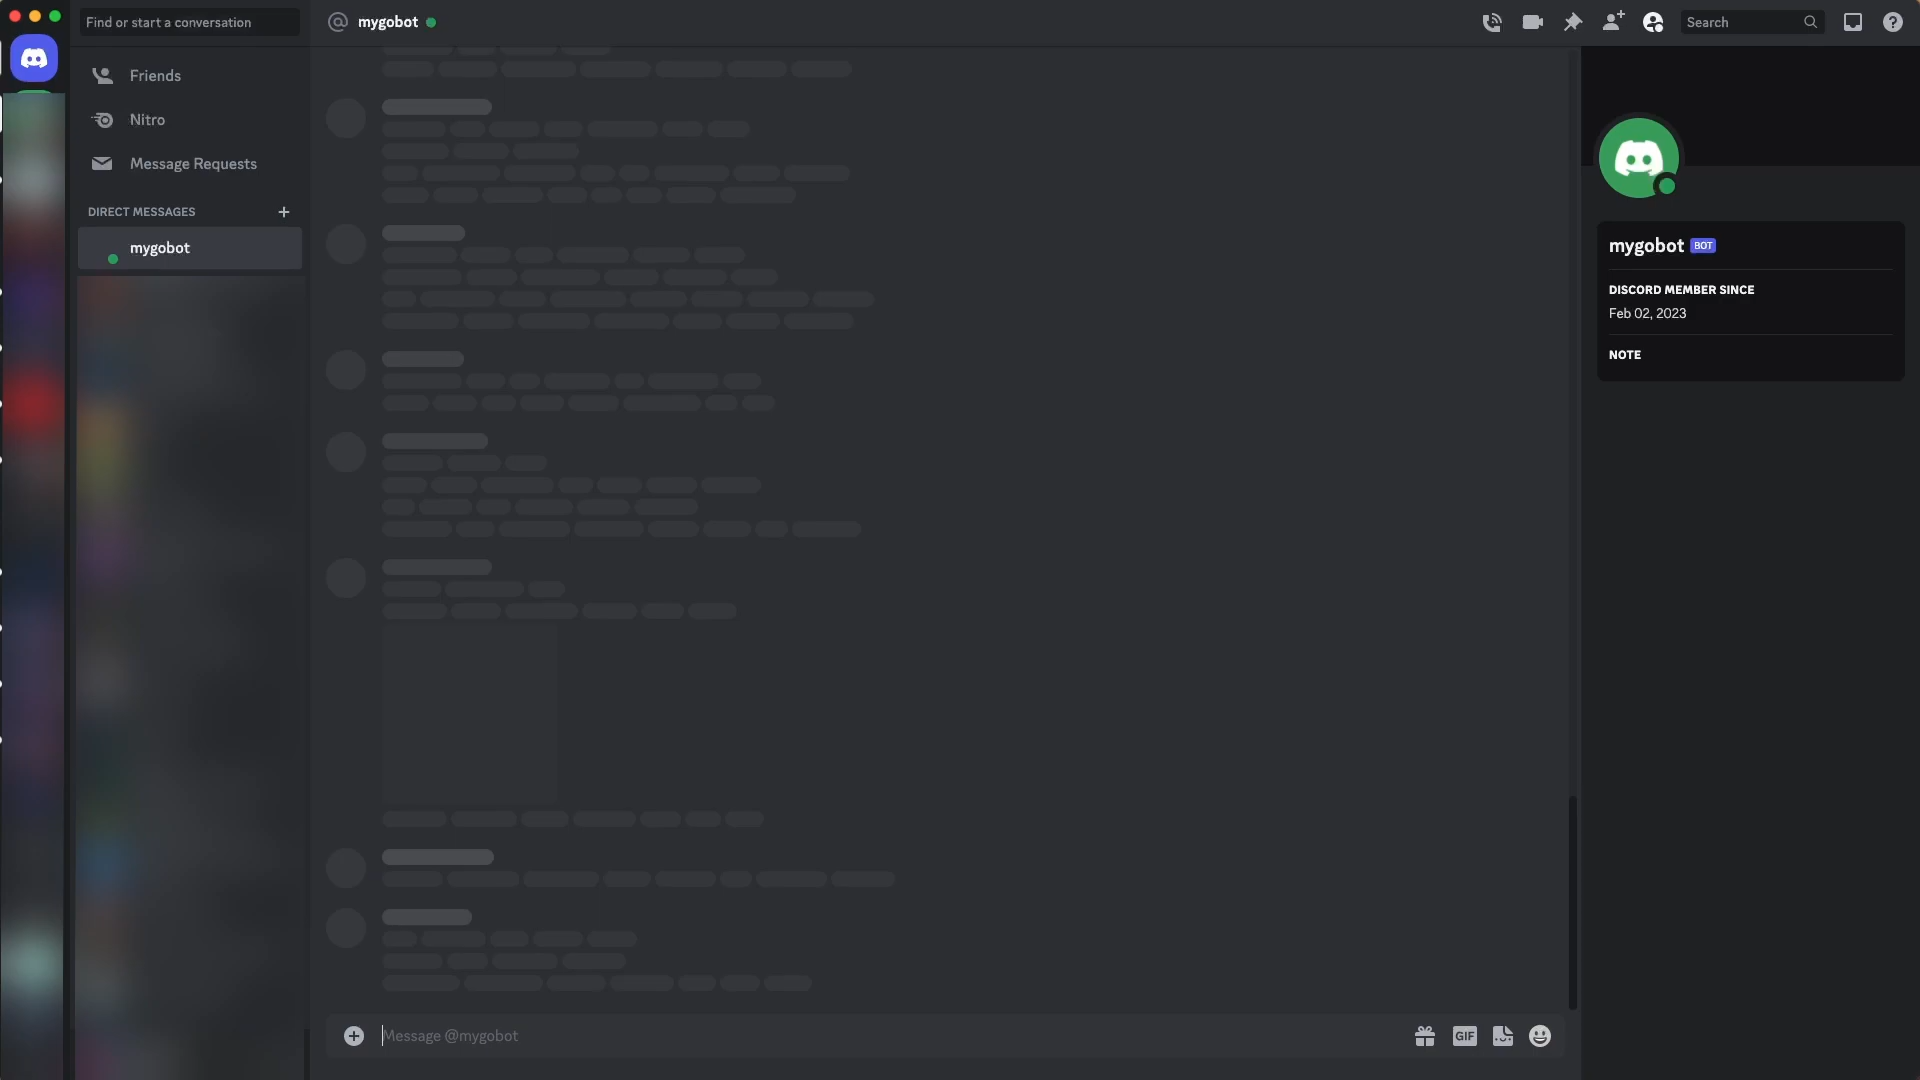 Find or start a conversation
mygobot
Search
Friends
Nitro
Message Requests
DIRECT MESSAGES
mygobot
mygobot BOT
DISCORD MEMBER SINCE
Feb 02, 2023
NOTE
Message @mygobot
GIF